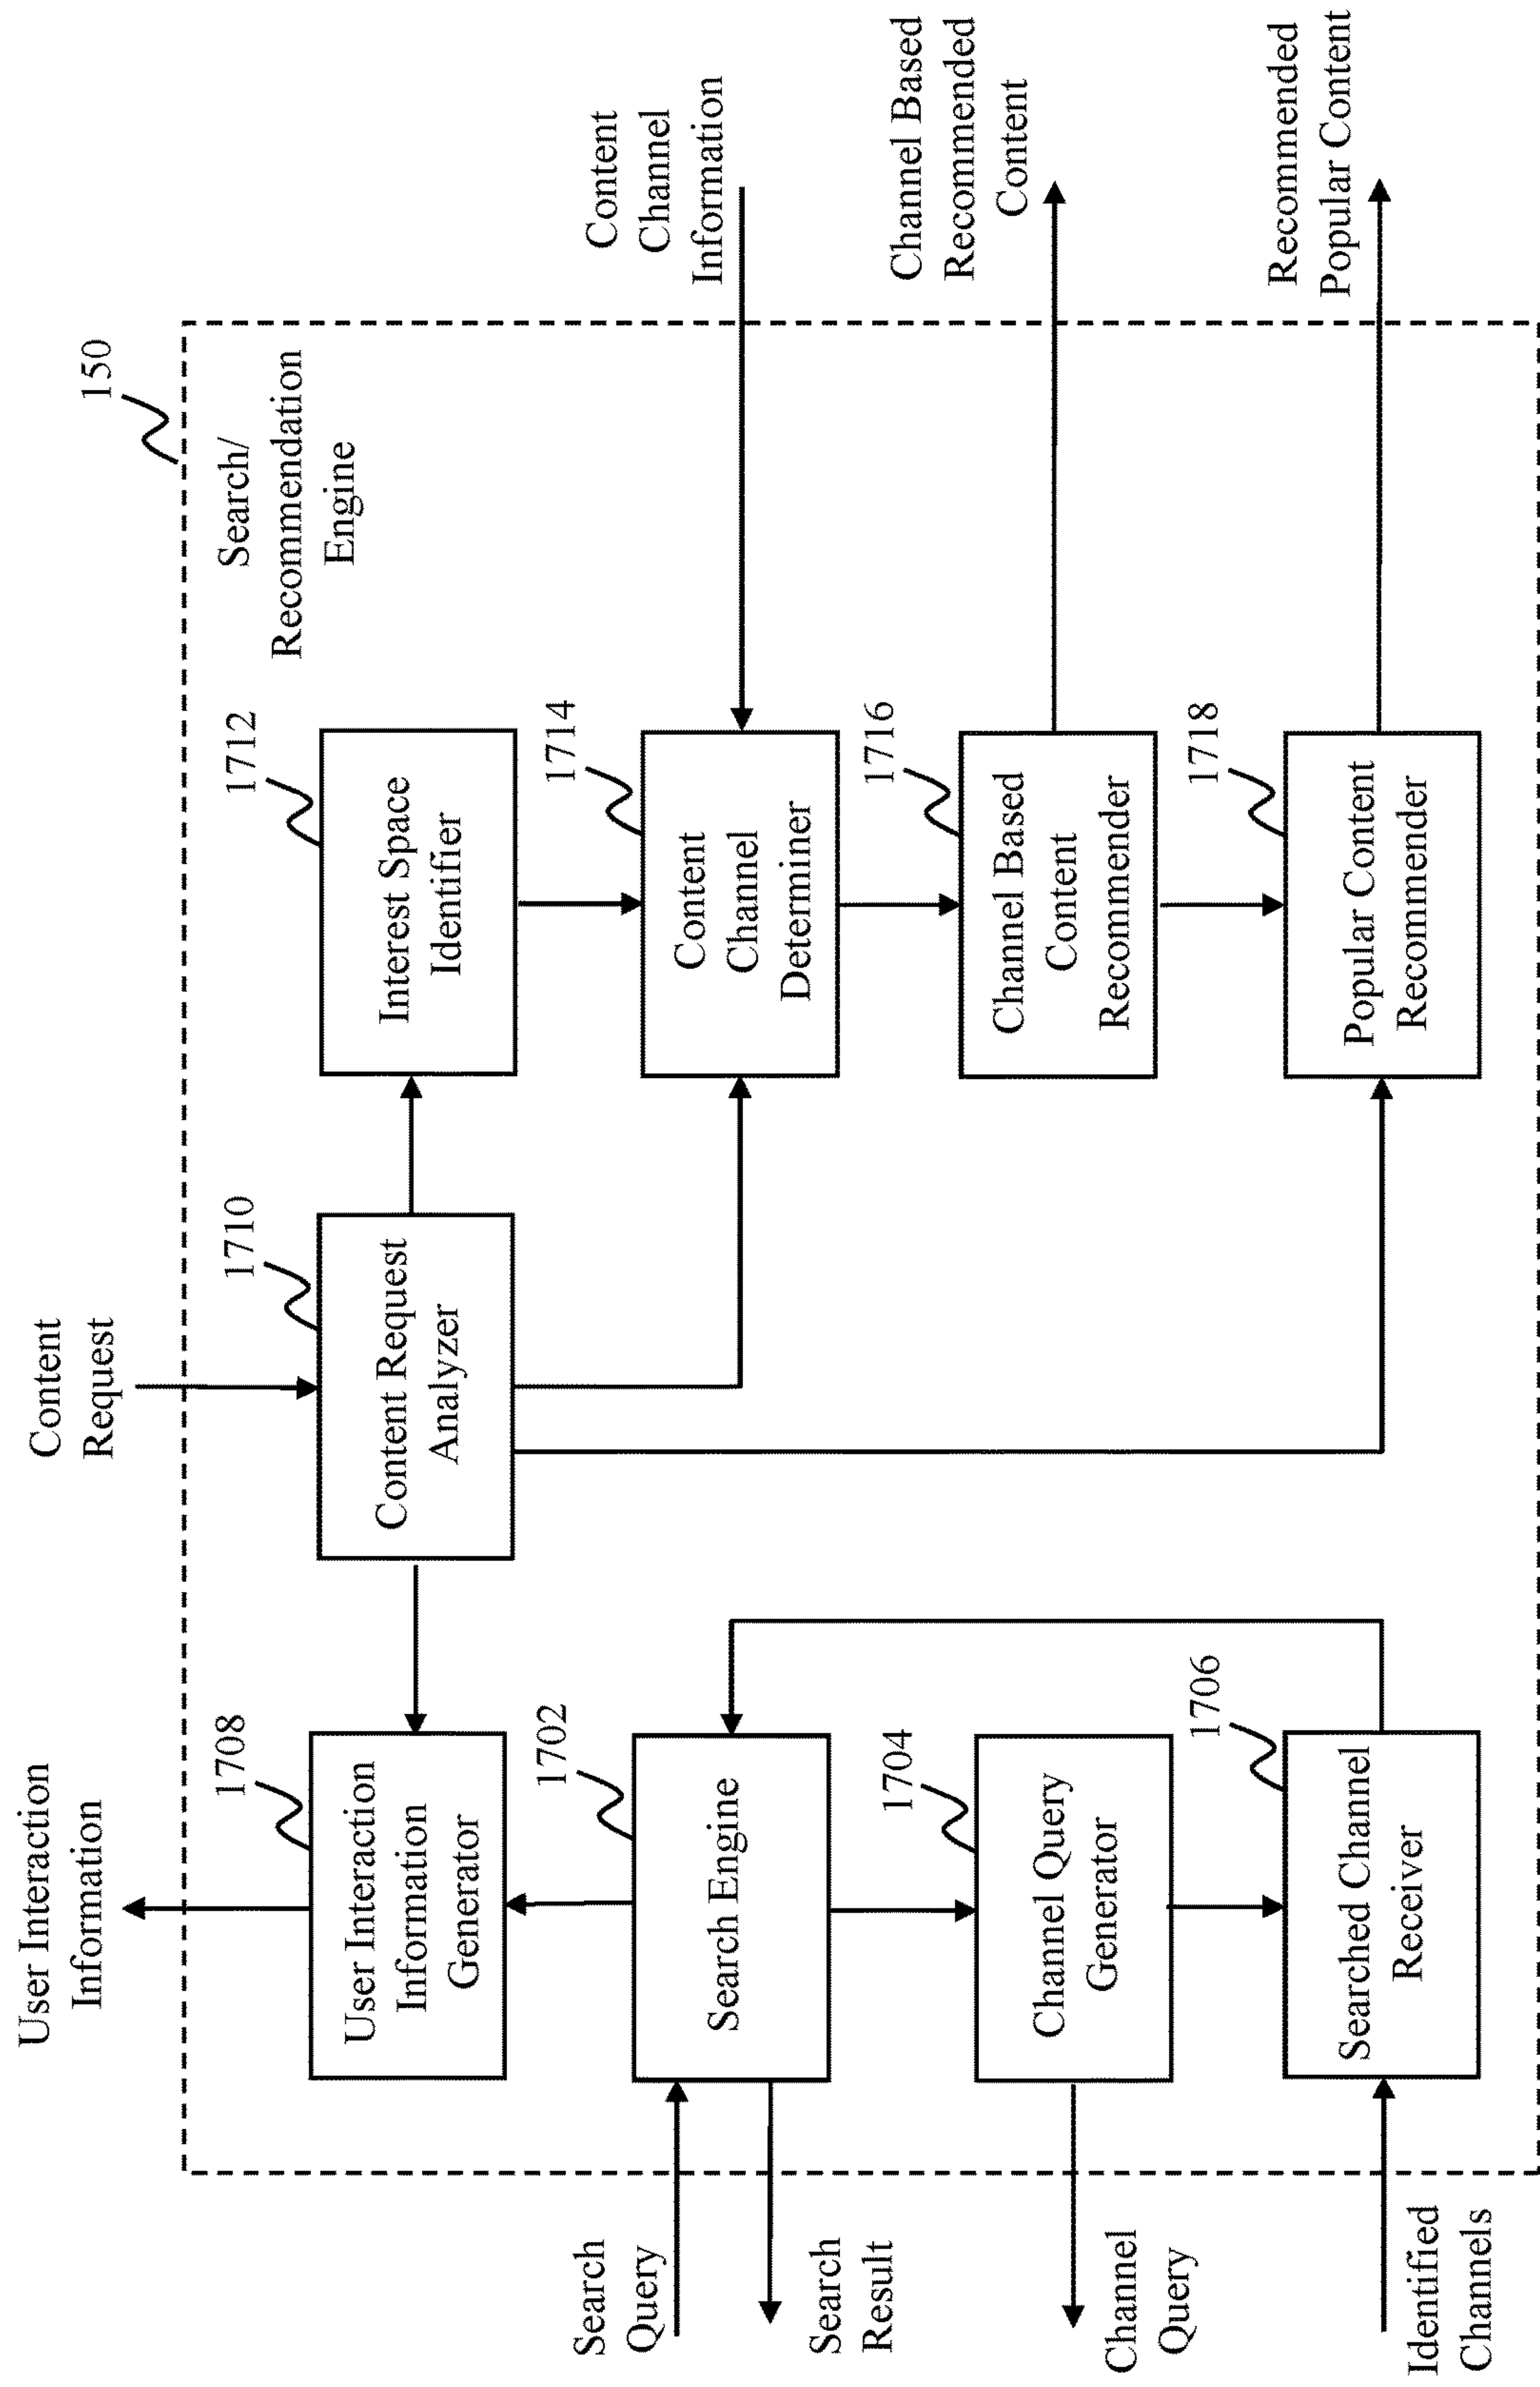 User Interaction
Information
Content
Request
150
Search/
Recommendation
Engine
1708
User Interaction
Information
Generator
1710
Content Request
Analyzer
1712
Interest Space
Identifier
Search
Query
Search
Result
1702
Search Engine
1714
Content
Channel
Determiner
Content
Channel
Information
Channel
Query
1704
Channel Query
Generator
1716
Channel Based
Content
Recommender
Channel Based
Recommended
Content
Identified
Channels
1706
Searched Channel
Receiver
1718
Popular Content
Recommender
Recommended
Popular Content